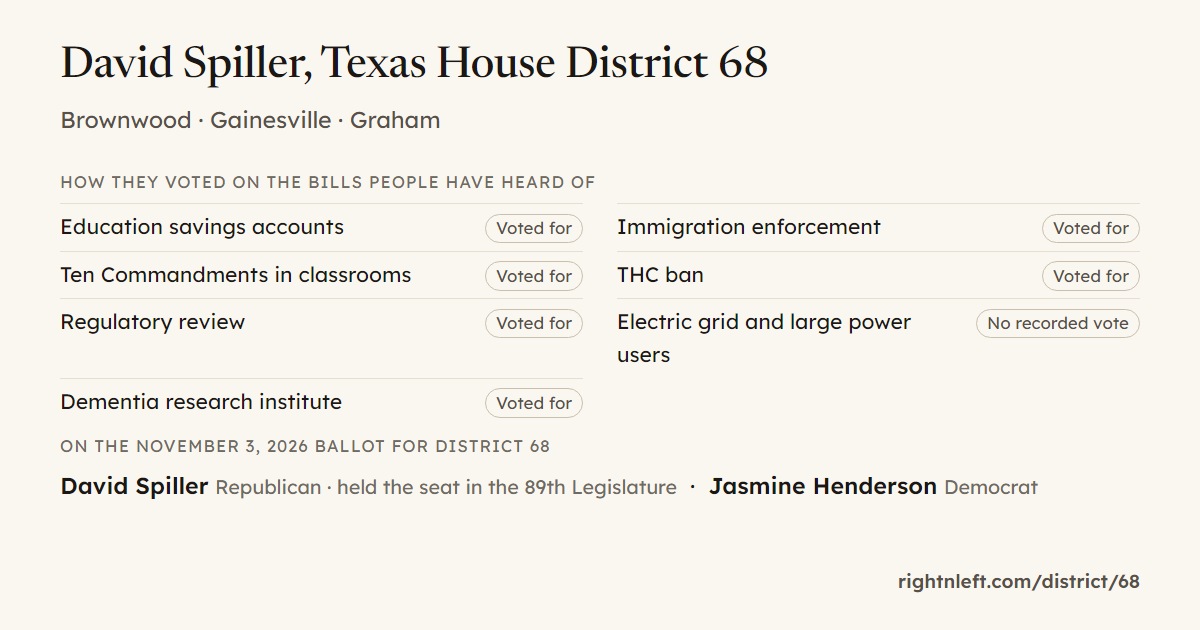 David Spiller, Texas House District 68
Brownwood · Gainesville · Graham
HOW THEY VOTED ON THE BILLS PEOPLE HAVE HEARD OF
Education savings accounts Voted for
Immigration enforcement Voted for
Ten Commandments in classrooms Voted for
THC ban Voted for
Regulatory review Voted for
Electric grid and large power No recorded vote
users
Dementia research institute Voted for
ON THE NOVEMBER 3, 2026 BALLOT FOR DISTRICT 68
David Spiller Republican · held the seat in the 89th Legislature · Jasmine Henderson Democrat
rightnleft.com/district/68